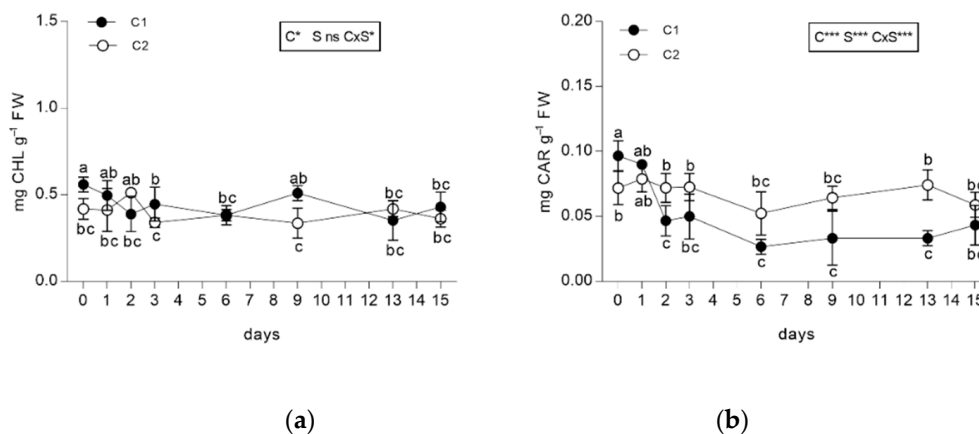 1.5
C1
C2
C* S ns CxS*
1.0
mg CHL g⁻¹ FW
0.5
0.0
a
ab
ab
b
bc
ab
bc
bc
bc
bc
bc
c
bc
c
bc
bc
0 1 2 3 4 5 6 7 8 9 10 11 12 13 14 15
days
(a)
0.20
C1
C2
C*** S*** CxS***
0.15
mg CAR g⁻¹ FW
0.10
0.05
0.00
a
ab
b
b
bc
bc
b
bc
b
ab
c
bc
c
c
c
bc
0 1 2 3 4 5 6 7 8 9 10 11 12 13 14 15
days
(b)